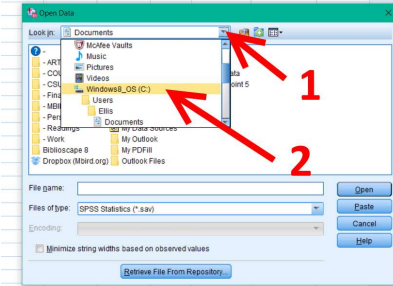 Open Data
Look in: Documents
McAfee Vaults
Music
Pictures
Videos
Windows8_OS (C:)
Users
Ellis
Documents
- ART
- COU
- CSU
- Fina
- MBI
- Pers
- Readings
- Work
Biblioscape 8
Dropbox (Mbird.org)
ata
oint 5
My Data Sources
My Outlook
My PDFill
Outlook Files
1
2
File name:
Files of type: SPSS Statistics (*.sav)
Encoding:
Minimize string widths based on observed values
Retrieve File From Repository...
Open
Paste
Cancel
Help